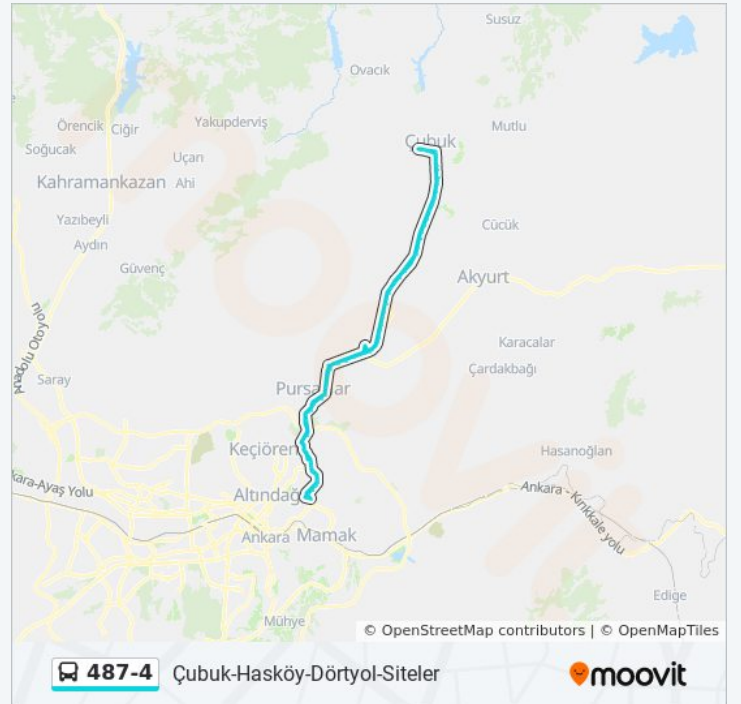 Susuz
Ovacık
Örencik
Ciğir
Yakupderviş
Çubuk
Mutlu
Soğucak
Uçarı
Kahramankazan
Ahi
Yazıbeyli
Cücük
Aydın
Güvenç
Akyurt
Anadolu Otoyolu
Karacalar
Saray
Çardakbağı
Pursaklar
Keçiören
Hasanoğlan
Ankara-Ayaş Yolu
Altındağ
Ankara - Kırıkkale yolu
Ankara
Mamak
Edige
Mühye
© OpenStreetMap contributors | © OpenMapTiles
487-4
Çubuk-Hasköy-Dörtyol-Siteler
moovit